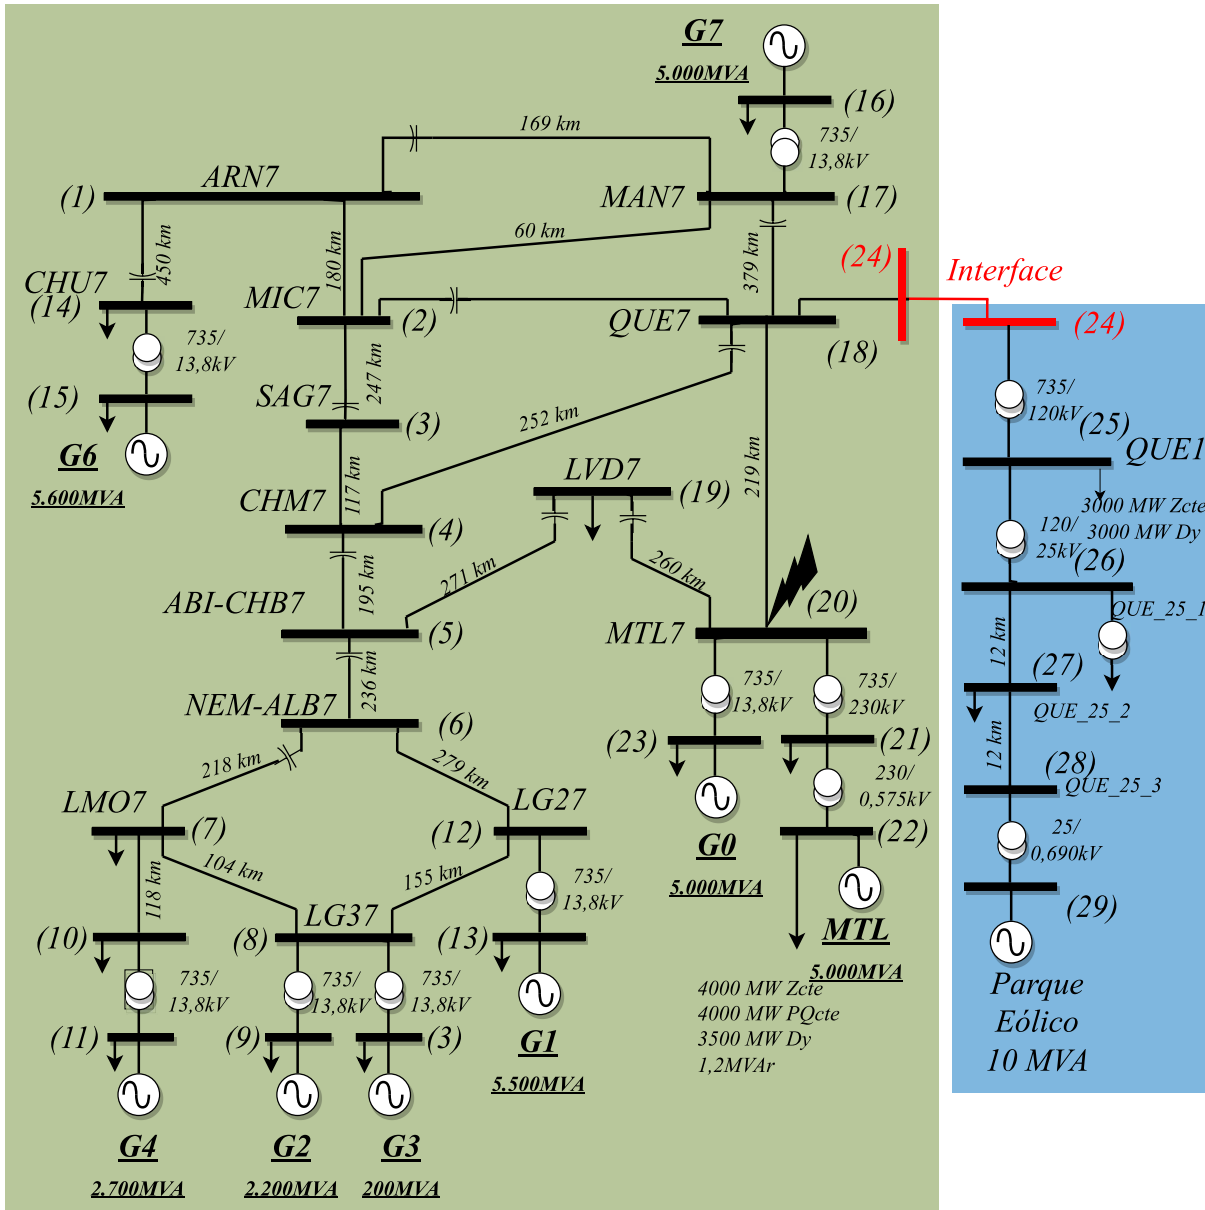 G7
5.000MVA
(16)
169 km
735/
13,8kV
ARN7
(1)
MAN7
(17)
60 km
450 km
180 km
379 km
(24)
Interface
CHU7
(14)
MIC7
(2)
QUE7
(18)
(24)
735/
13,8kV
247 km
735/
120kV
(15)
SAG7
(3)
252 km
(25)
QUE1
G6
5.600MVA
117 km
LVD7
(19)
219 km
3000 MW Zcte
3000 MW Dy
CHM7
(4)
120/
25kV
(26)
195 km
271 km
260 km
QUE_25_1
ABI-CHB7
(5)
MTL7
(20)
12 km
236 km
(27)
QUE_25_2
NEM-ALB7
(6)
735/
13,8kV
735/
230kV
(23)
(21)
12 km
218 km
279 km
230/
0,575kV
(28)
QUE_25_3
LMO7
(7)
LG27
(12)
(22)
25/
0,690kV
G0
5.000MVA
104 km
155 km
118 km
735/
13,8kV
(29)
LG37
(10)
(8)
(13)
MTL
5.000MVA
735/
13,8kV
735/
13,8kV
735/
13,8kV
4000 MW Zcte
4000 MW PQcte
3500 MW Dy
1,2MVAr
Parque
Eólico
10 MVA
(11)
(9)
(3)
G1
5.500MVA
G4
G2
G3
2.700MVA
2.200MVA
200MVA